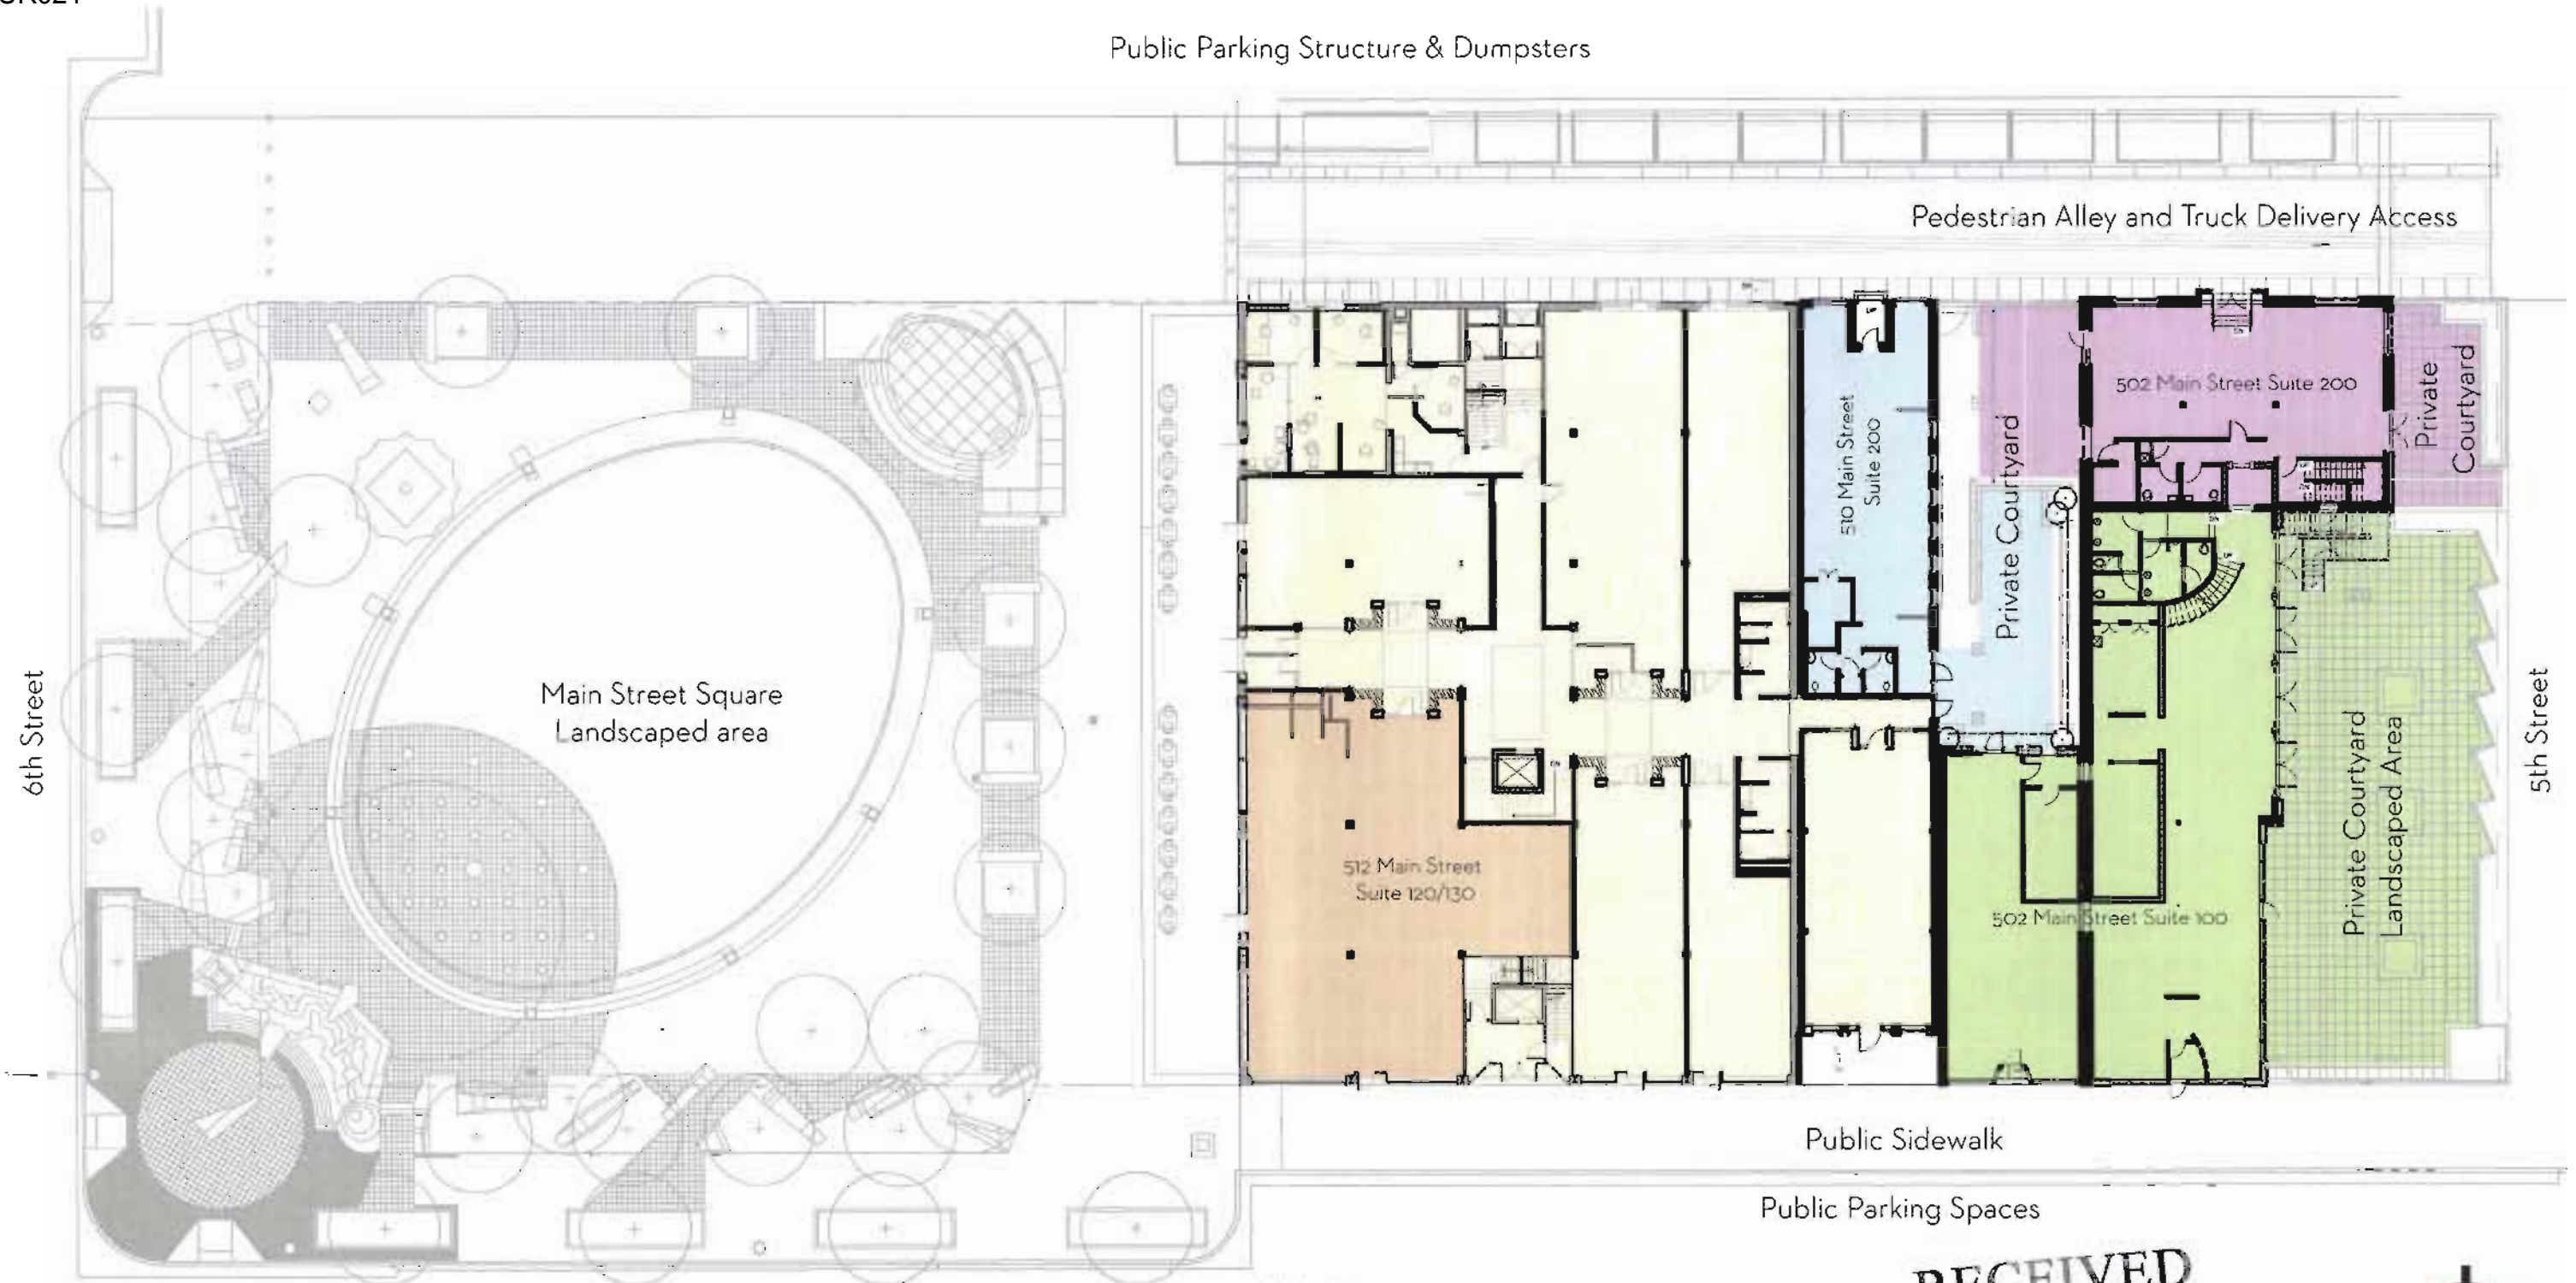 Public Parking Structure & Dumpsters
Pedestrian Alley and Truck Delivery Access
502 Main Street Suite 200
Private
Courtyard
510 Main Street
Suite 200
Private Courtyard
6th Street
Main Street Square
Landscaped area
512 Main Street
Suite 120/130
502 Main Street Suite 100
Private Courtyard
Landscaped Area
5th Street
Public Sidewalk
Public Parking Spaces
RECEIVED